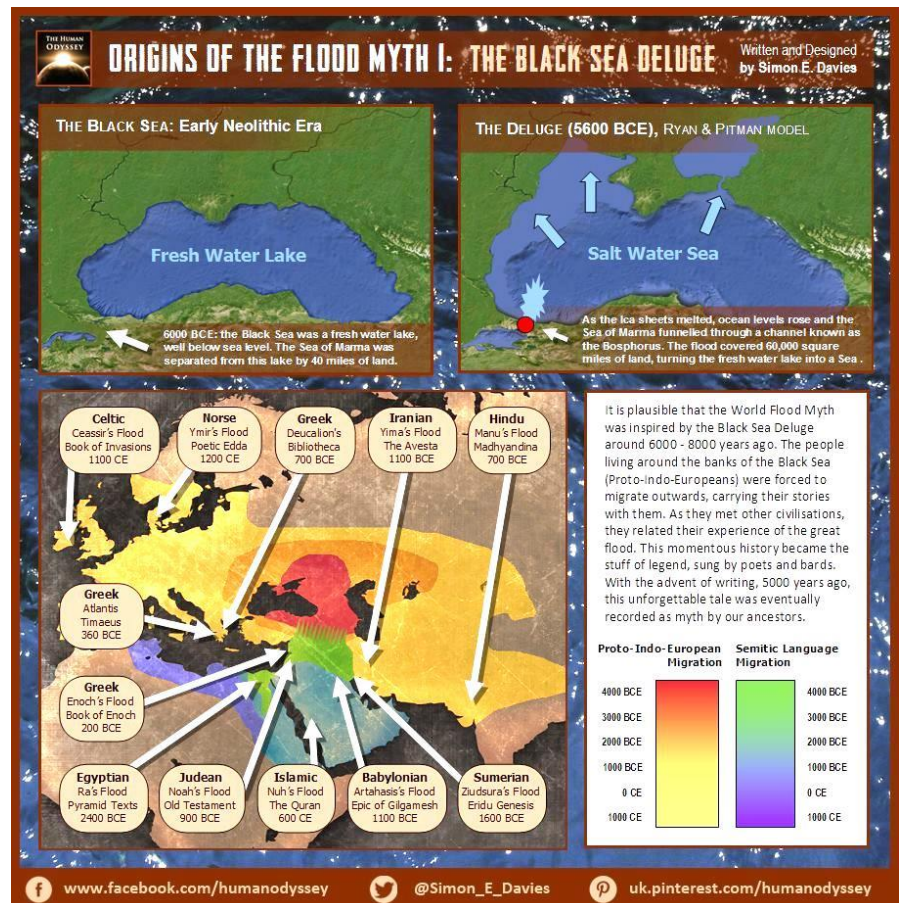 THE HUMAN
ODYSSEY
ORIGINS OF THE FLOOD MYTH I: THE BLACK SEA DELUGE
Written and Designed
by Simon E. Davies
THE BLACK SEA: Early Neolithic Era
Fresh Water Lake
6000 BCE: the Black Sea was a fresh water lake,
well below sea level. The Sea of Marma was
separated from this lake by 40 miles of land.
THE DELUGE (5600 BCE), RYAN & PITMAN MODEL
Salt Water Sea
As the Ica sheets melted, ocean levels rose and the
Sea of Marma funnelled through a channel known as
the Bosphorus. The flood covered 60,000 square
miles of land, turning the fresh water lake into a Sea .
Celtic
Ceassir's Flood
Book of Invasions
1100 CE
Norse
Ymir's Flood
Poetic Edda
1200 CE
Greek
Deucalion's
Bibliotheca
700 BCE
Iranian
Yima's Flood
The Avesta
1100 BCE
Hindu
Manu's Flood
Madhyandina
700 BCE
Greek
Atlantis
Timaeus
360 BCE
Greek
Enoch's Flood
Book of Enoch
200 BCE
Egyptian
Ra's Flood
Pyramid Texts
2400 BCE
Judean
Noah's Flood
Old Testament
900 BCE
Islamic
Nuh's Flood
The Quran
600 CE
Babylonian
Artahasis's Flood
Epic of Gilgamesh
1100 BCE
Sumerian
Ziudsura's Flood
Eridu Genesis
1600 BCE
It is plausible that the World Flood Myth
was inspired by the Black Sea Deluge
around 6000 - 8000 years ago. The people
living around the banks of the Black Sea
(Proto-Indo-Europeans) were forced to
migrate outwards, carrying their stories
with them. As they met other civilisations,
they related their experience of the great
flood. This momentous history became the
stuff of legend, sung by poets and bards.
With the advent of writing, 5000 years ago,
this unforgettable tale was eventually
recorded as myth by our ancestors.
Proto-Indo-European
Migration
4000 BCE
3000 BCE
2000 BCE
1000 BCE
0 CE
1000 CE
Semitic Language
Migration
4000 BCE
3000 BCE
2000 BCE
1000 BCE
0 CE
1000 CE
www.facebook.com/humanodyssey
@Simon_E_Davies
uk.pinterest.com/humanodyssey